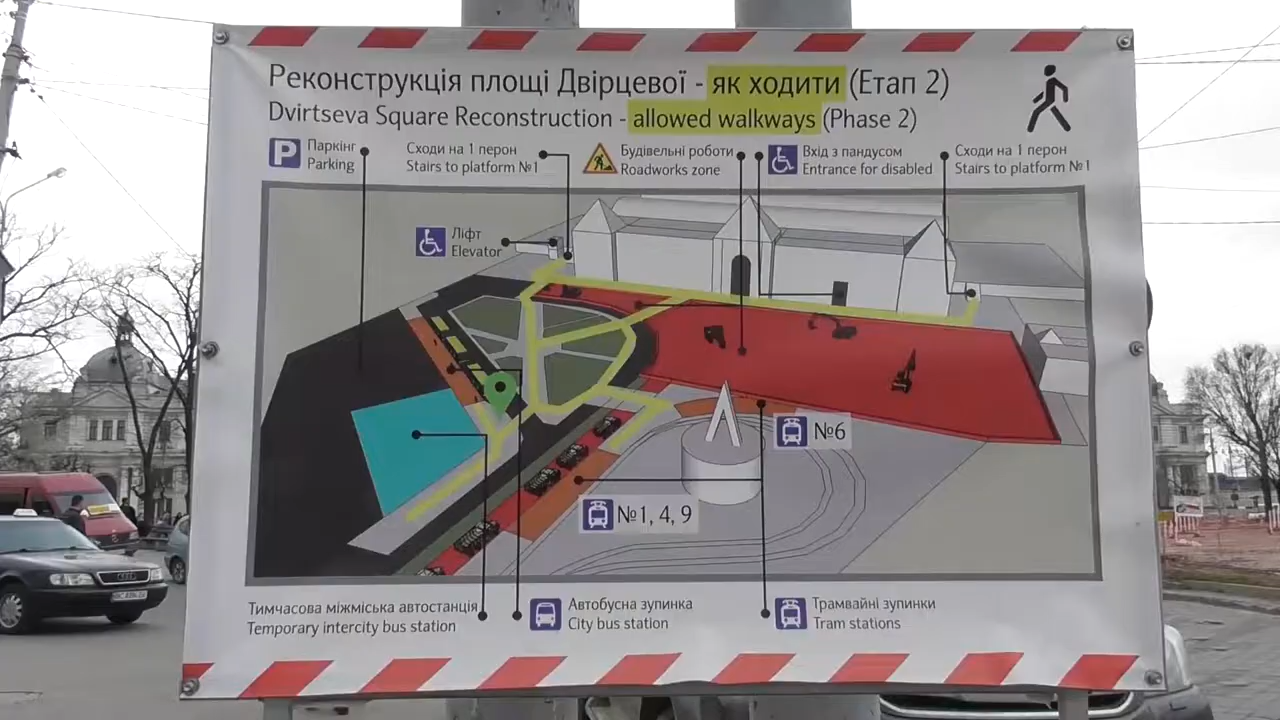 Реконструкція площі Двірцевої - як ходити (Етап 2)
Dvirtseva Square Reconstruction - allowed walkways (Phase 2)
P
Паркінг
Parking
Сходи на 1 перон
Stairs to platform №1
Будівельні роботи
Roadworks zone
Вхід з пандусом
Entrance for disabled
Сходи на 1 перон
Stairs to platform №1
Ліфт
Elevator
№6
№1, 4, 9
Тимчасова міжміська автостанція
Temporary intercity bus station
Автобусна зупинка
City bus station
Трамвайні зупинки
Tram stations